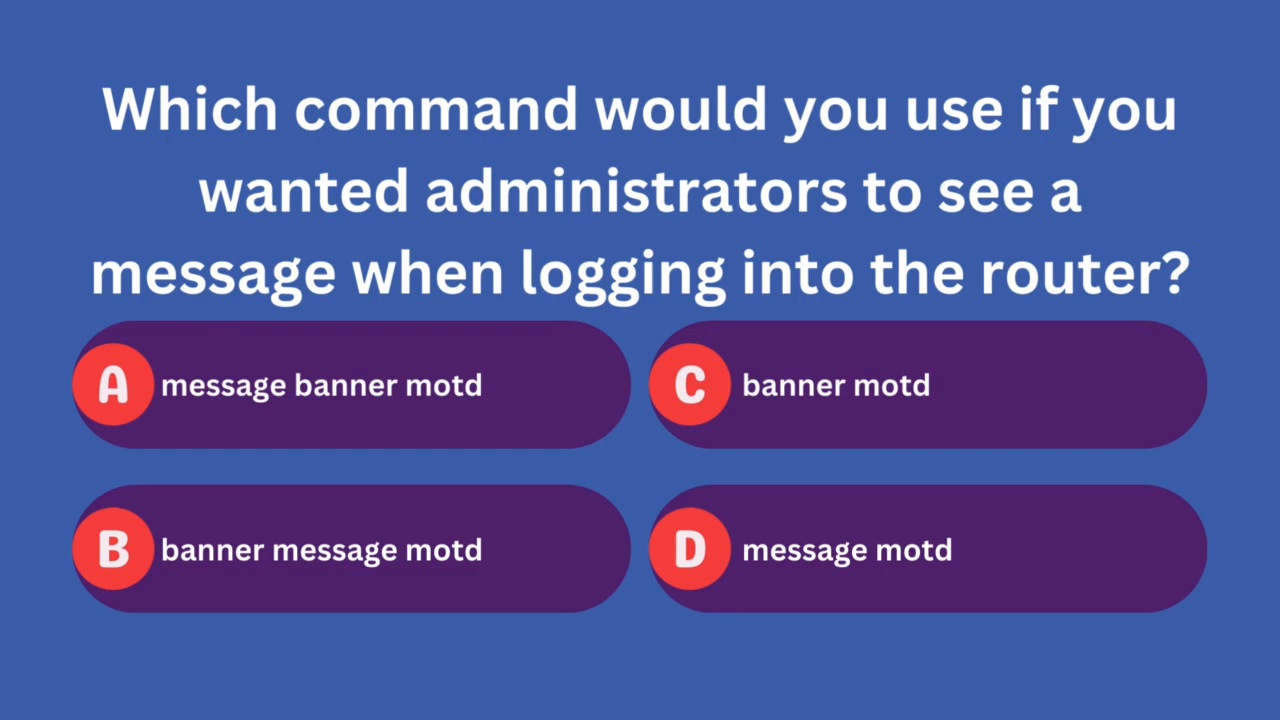 Which command would you use if you
wanted administrators to see a
message when logging into the router?
A message banner motd
B banner message motd
C banner motd
D message motd